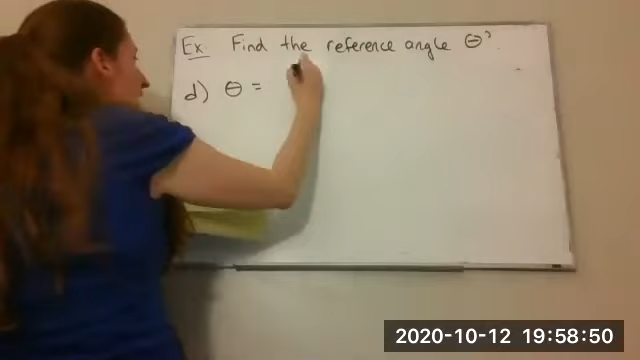 Ex. Find the reference angle θ'.
d) θ =
2020-10-12 19:58:50